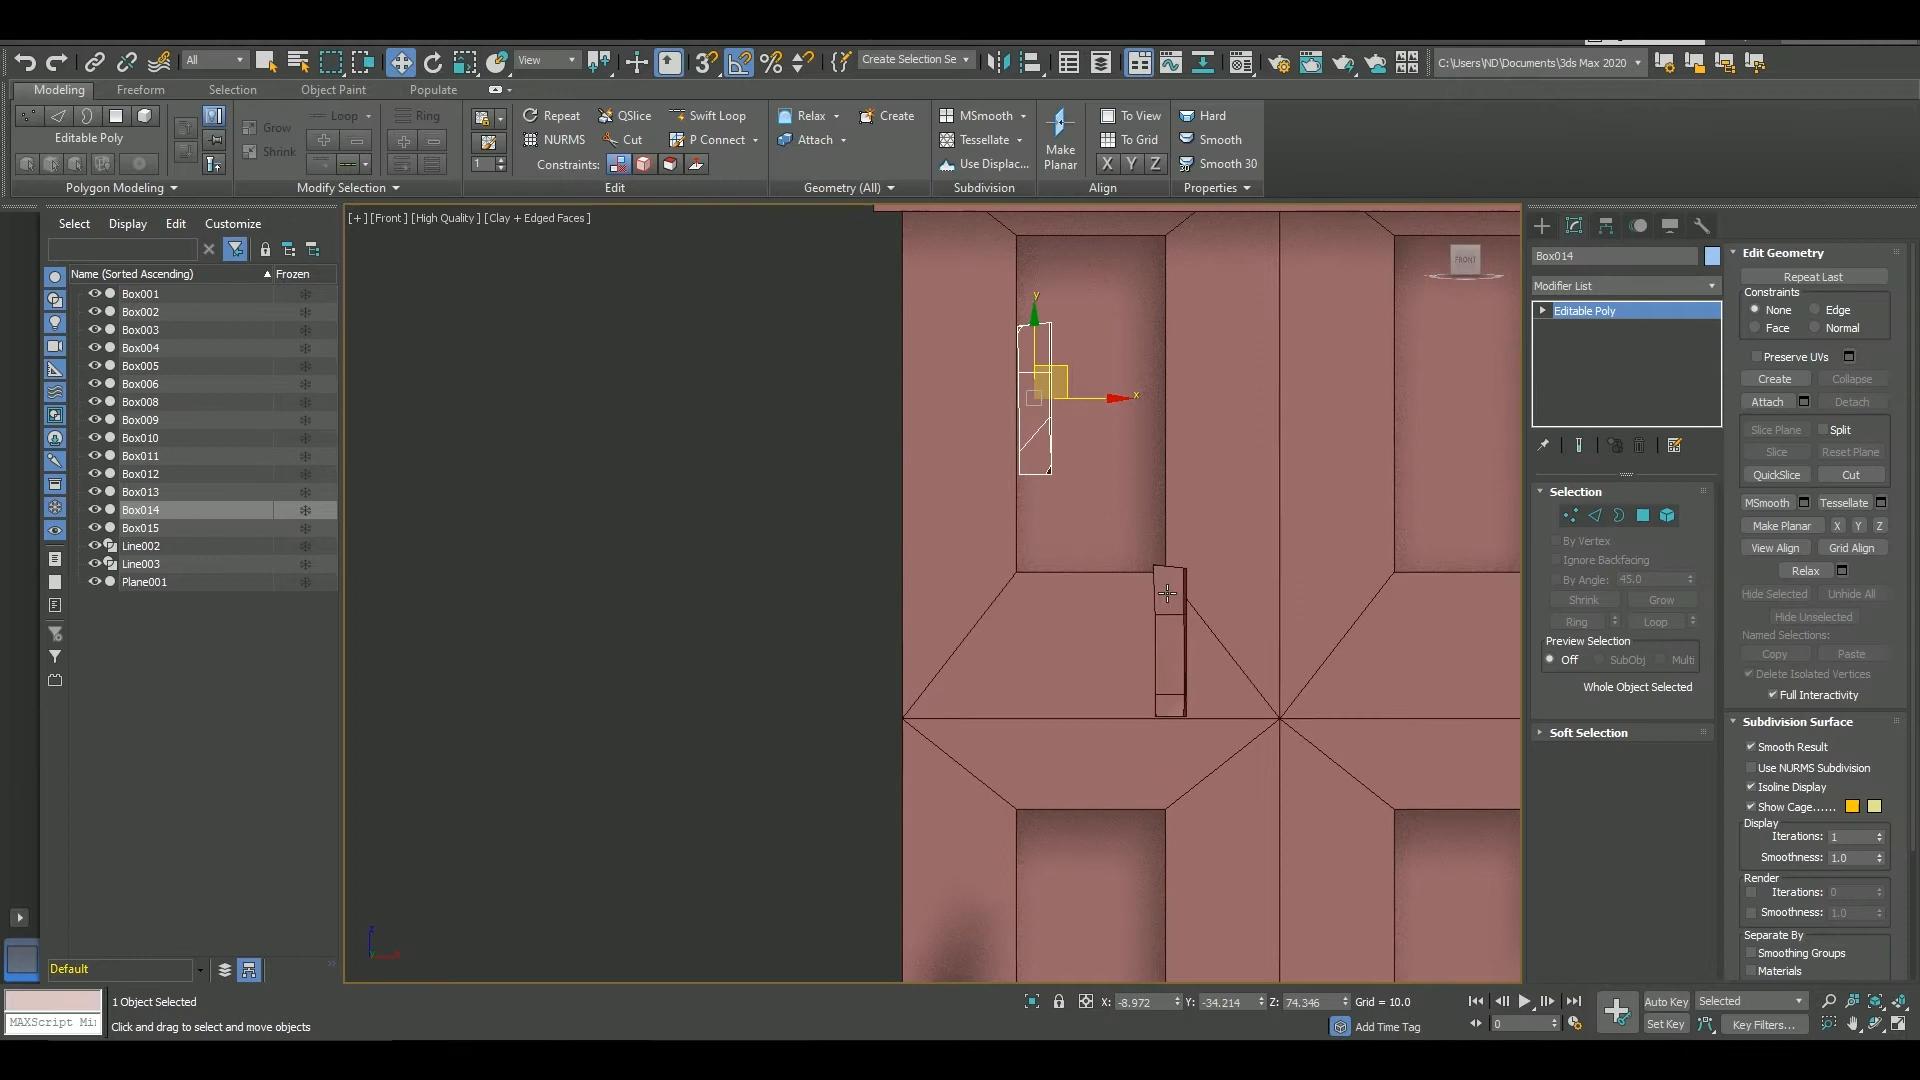 All
View
Create Selection Se
C:\Users\ND\Documents\3ds Max 2020
Modeling Freeform Selection Object Paint Populate
Editable Poly
Polygon Modeling
Grow Loop Ring
Shrink
Modify Selection
Repeat QSlice Swift Loop
NURMS Cut P Connect
1 Constraints:
Edit
Relax Create
Attach
Geometry (All)
MSmooth
Tessellate
Use Displac...
Subdivision
Make
Planar
To View
To Grid
X Y Z
Align
Hard
Smooth
Smooth 30
Properties
Select Display Edit Customize
Name (Sorted Ascending) Frozen
Box001
Box002
Box003
Box004
Box005
Box006
Box008
Box009
Box010
Box011
Box012
Box013
Box014
Box015
Line002
Line003
Plane001
Default
[+] [Front ] [High Quality ] [Clay + Edged Faces ]
y
x
FRONT
z
Box014
Modifier List
Editable Poly
Selection
By Vertex
Ignore Backfacing
By Angle: 45.0
Shrink Grow
Ring Loop
Preview Selection
Off SubObj Multi
Whole Object Selected
Soft Selection
Edit Geometry
Repeat Last
Constraints
None Edge
Face Normal
Preserve UVs
Create Collapse
Attach Detach
Slice Plane Split
Slice Reset Plane
QuickSlice Cut
MSmooth Tessellate
Make Planar X Y Z
View Align Grid Align
Relax
Hide Selected Unhide All
Hide Unselected
Named Selections:
Copy Paste
Delete Isolated Vertices
Full Interactivity
Subdivision Surface
Smooth Result
Use NURMS Subdivision
Isoline Display
Show Cage......
Display
Iterations: 1
Smoothness: 1.0
Render
Iterations: 0
Smoothness: 1.0
Separate By
Smoothing Groups
Materials
1 Object Selected
MAXScript Mi
Click and drag to select and move objects
X: -8.972 Y: -34.214 Z: 74.346 Grid = 10.0
Add Time Tag
0
Auto Key Selected
Set Key Key Filters...